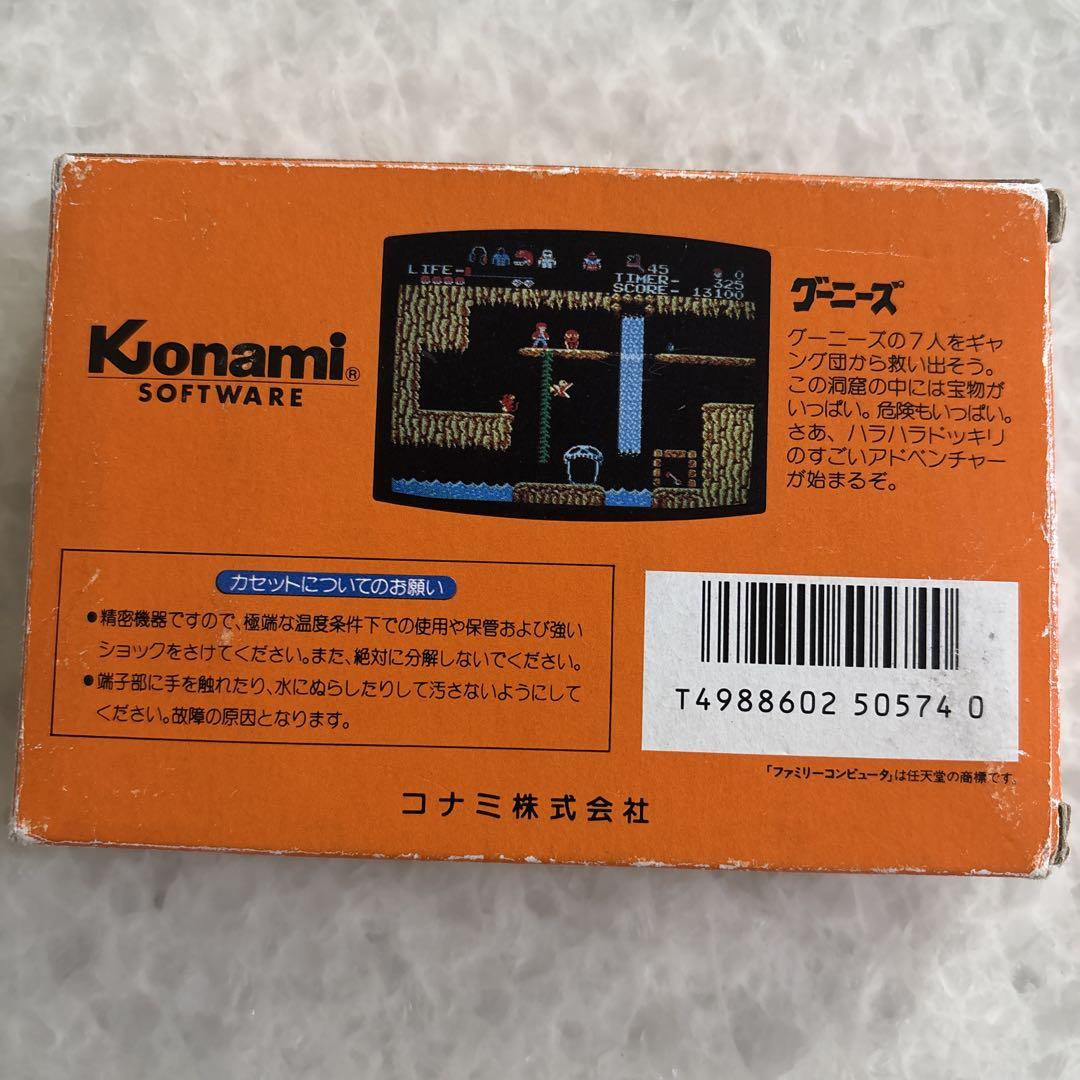 Konami®
SOFTWARE
LIFE-
45
0
TIMER- 325
SCORE- 13100
グーニーズ
グーニーズの7人をギャ
ング団から救い出そう。
この洞窟の中には宝物が
いっぱい。危険もいっぱい。
さあ、ハラハラドッキリ
のすごいアドベンチャー
が始まるぞ。
カセットについてのお願い
●精密機器ですので、極端な温度条件下での使用や保管および強い
ショックをさけてください。また、絶対に分解しないでください。
●端子部に手を触れたり、水にぬらしたりして汚さないようにして
ください。故障の原因となります。
T4988602 50574 0
「ファミリーコンピュータ」は任天堂の商標です。
コナミ株式会社